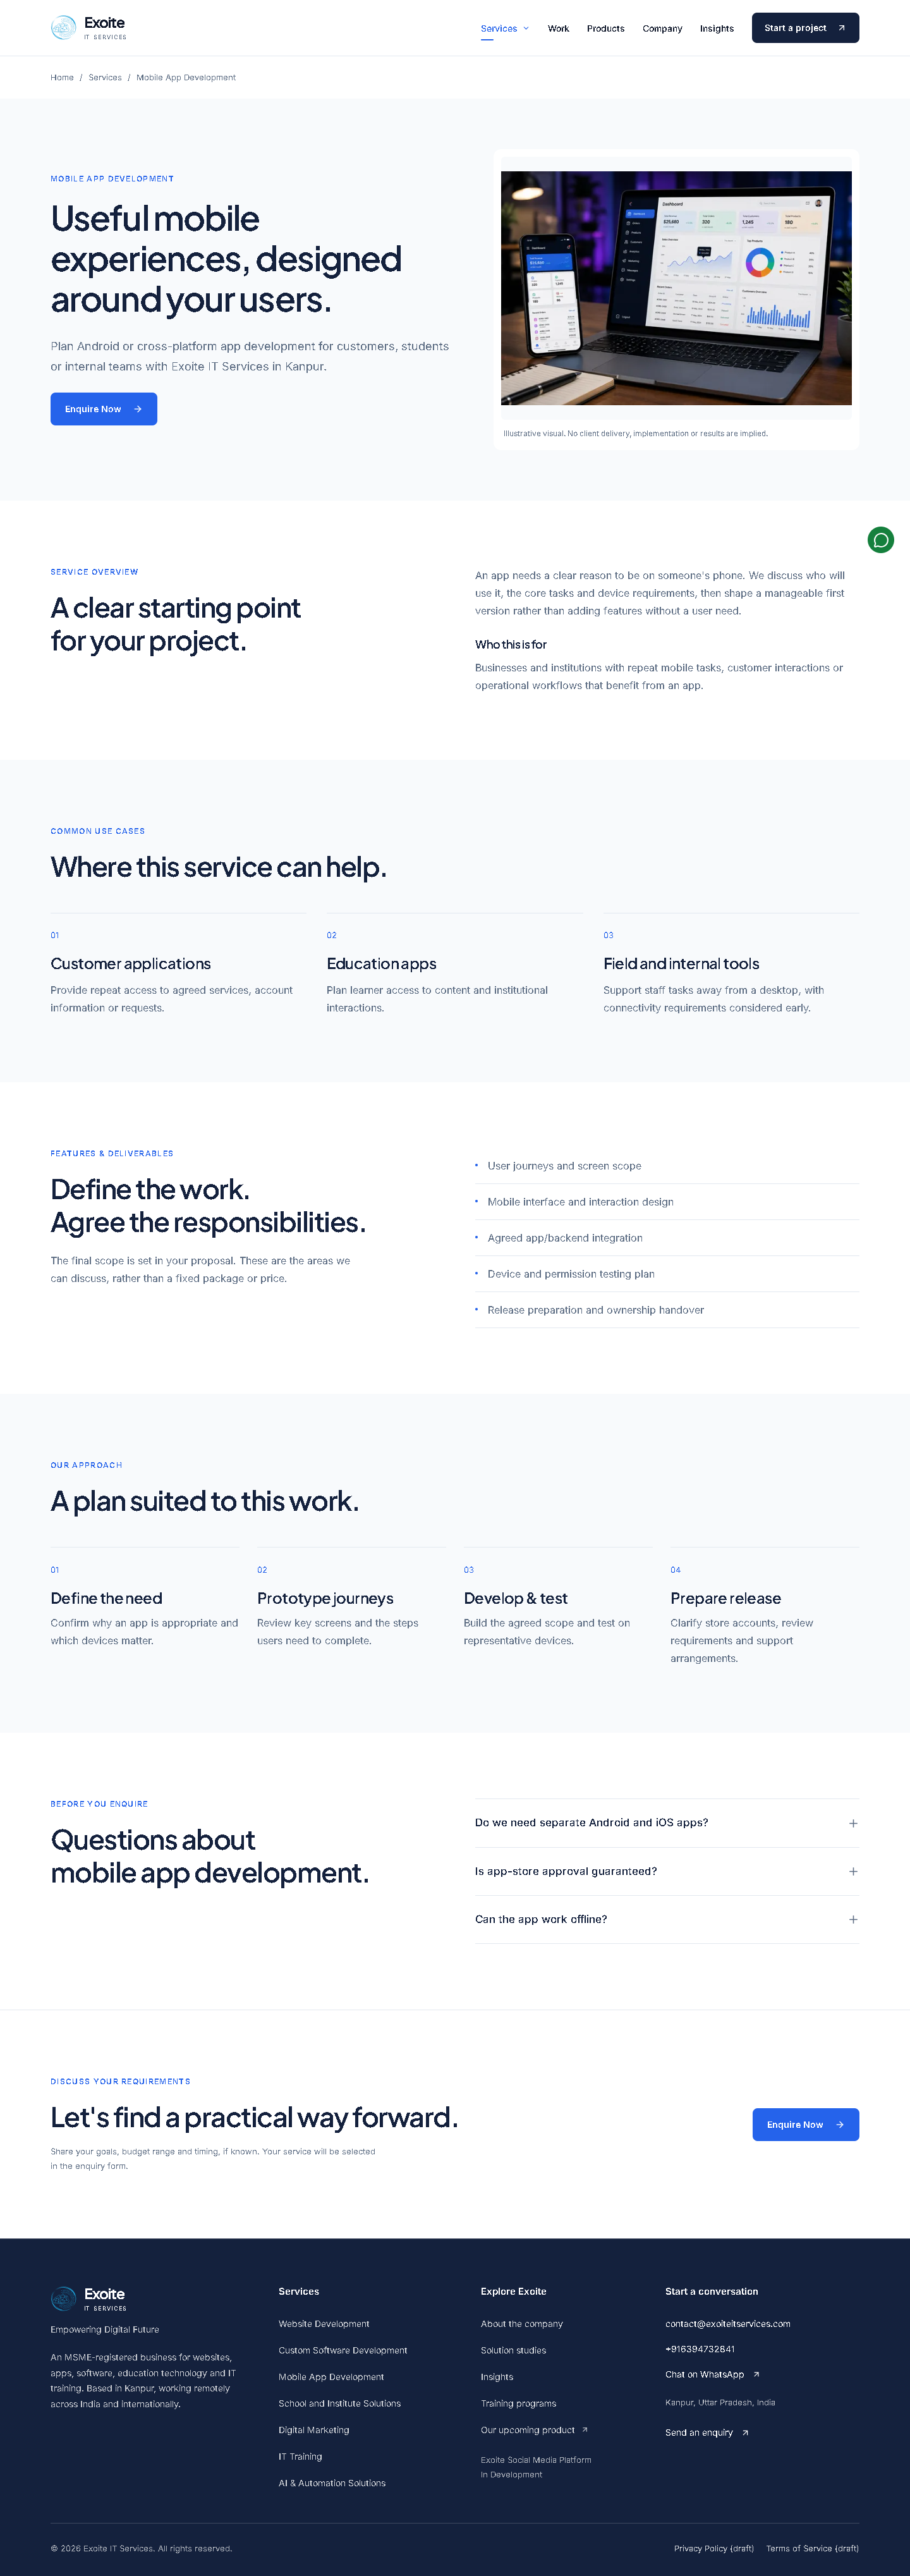 Exoite
IT SERVICES
Services
Work
Products
Company
Insights
Start a project
Home / Services / Mobile App Development
MOBILE APP DEVELOPMENT
Useful mobile
experiences, designed
around your users.
Plan Android or cross-platform app development for customers, students
or internal teams with Exoite IT Services in Kanpur.
Enquire Now
Dashboard
Illustrative visual. No client delivery, implementation or results are implied.
SERVICE OVERVIEW
A clear starting point
for your project.
An app needs a clear reason to be on someone's phone. We discuss who will
use it, the core tasks and device requirements, then shape a manageable first
version rather than adding features without a user need.
Who this is for
Businesses and institutions with repeat mobile tasks, customer interactions or
operational workflows that benefit from an app.
COMMON USE CASES
Where this service can help.
01
Customer applications
Provide repeat access to agreed services, account
information or requests.
02
Education apps
Plan learner access to content and institutional
interactions.
03
Field and internal tools
Support staff tasks away from a desktop, with
connectivity requirements considered early.
FEATURES & DELIVERABLES
Define the work.
Agree the responsibilities.
The final scope is set in your proposal. These are the areas we
can discuss, rather than a fixed package or price.
User journeys and screen scope
Mobile interface and interaction design
Agreed app/backend integration
Device and permission testing plan
Release preparation and ownership handover
OUR APPROACH
A plan suited to this work.
01
Define the need
Confirm why an app is appropriate and
which devices matter.
02
Prototype journeys
Review key screens and the steps
users need to complete.
03
Develop & test
Build the agreed scope and test on
representative devices.
04
Prepare release
Clarify store accounts, review
requirements and support
arrangements.
BEFORE YOU ENQUIRE
Questions about
mobile app development.
Do we need separate Android and iOS apps?
Is app-store approval guaranteed?
Can the app work offline?
DISCUSS YOUR REQUIREMENTS
Let's find a practical way forward.
Share your goals, budget range and timing, if known. Your service will be selected
in the enquiry form.
Enquire Now
Exoite
IT SERVICES
Empowering Digital Future
An MSME-registered business for websites,
apps, software, education technology and IT
training. Based in Kanpur, working remotely
across India and internationally.
Services
Website Development
Custom Software Development
Mobile App Development
School and Institute Solutions
Digital Marketing
IT Training
AI & Automation Solutions
Explore Exoite
About the company
Solution studies
Insights
Training programs
Our upcoming product
Exoite Social Media Platform
In Development
Start a conversation
contact@exoiteitservices.com
+916394732841
Chat on WhatsApp
Kanpur, Uttar Pradesh, India
Send an enquiry
© 2026 Exoite IT Services. All rights reserved.
Privacy Policy (draft)
Terms of Service (draft)